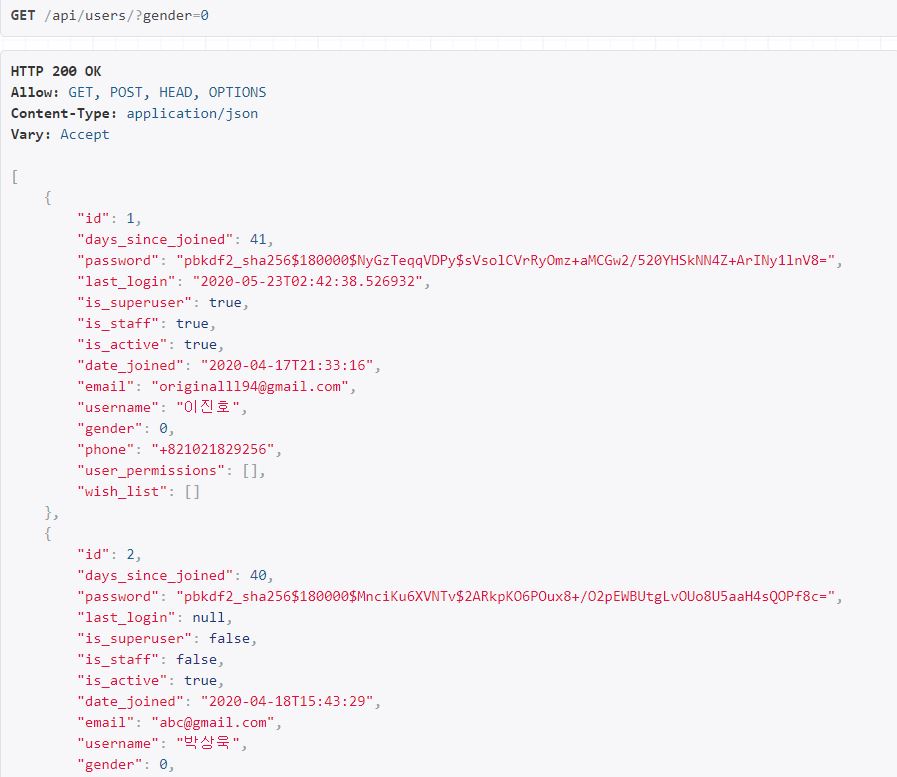 GET /api/users/?gender=0
HTTP 200 OK
Allow: GET, POST, HEAD, OPTIONS
Content-Type: application/json
Vary: Accept
[
    {
        "id": 1,
        "days_since_joined": 41,
        "password": "pbkdf2_sha256$180000$NyGzTeqqVDPy$sVsolCVrRyOmz+aMCGw2/520YHSkNN4Z+ArINy1lnV8=",
        "last_login": "2020-05-23T02:42:38.526932",
        "is_superuser": true,
        "is_staff": true,
        "is_active": true,
        "date_joined": "2020-04-17T21:33:16",
        "email": "originalll94@gmail.com",
        "username": "이진호",
        "gender": 0,
        "phone": "+821021829256",
        "user_permissions": [],
        "wish_list": []
    },
    {
        "id": 2,
        "days_since_joined": 40,
        "password": "pbkdf2_sha256$180000$MnciKu6XVNTv$2ARkpKO6POux8+/O2pEWBUtgLvOUo8U5aaH4sQOPf8c=",
        "last_login": null,
        "is_superuser": false,
        "is_staff": false,
        "is_active": true,
        "date_joined": "2020-04-18T15:43:29",
        "email": "abc@gmail.com",
        "username": "박상욱",
        "gender": 0,